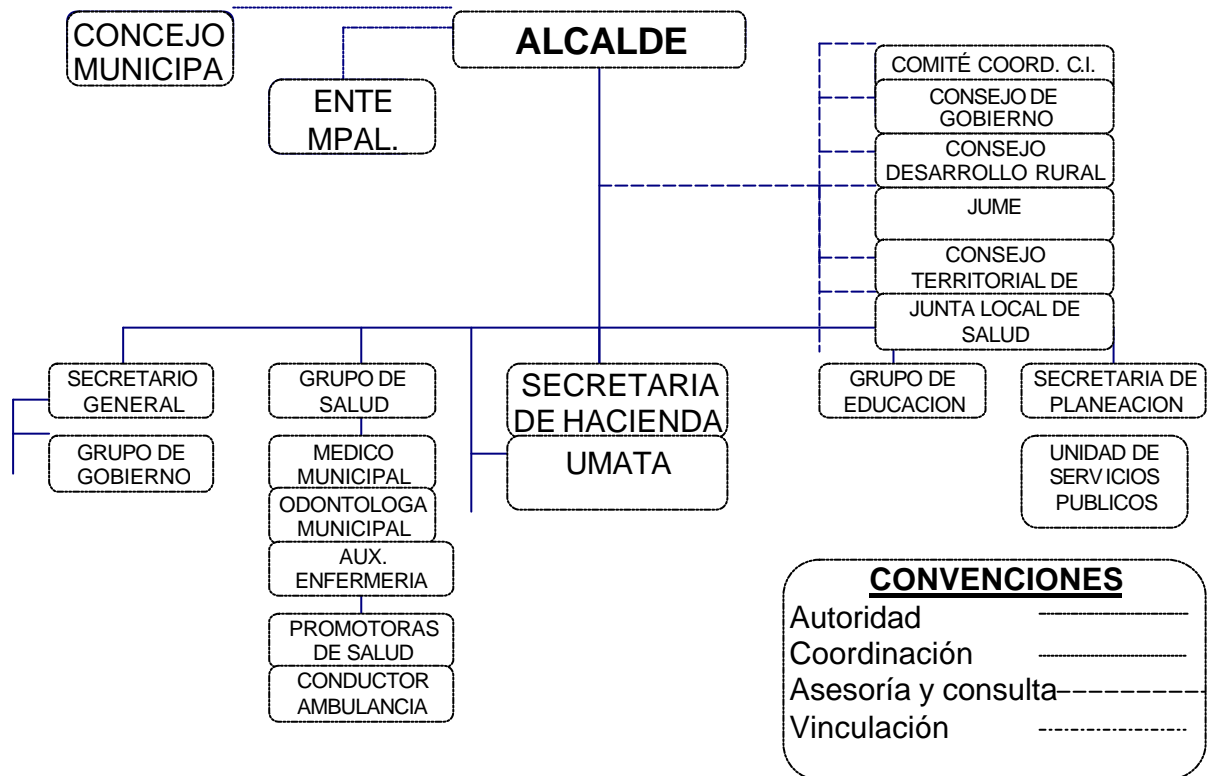 CONCEJO
MUNICIPA
ALCALDE
ENTE
MPAL.
COMITÉ COORD. C.I.
CONSEJO DE
GOBIERNO
CONSEJO
DESARROLLO RURAL
JUME
CONSEJO
TERRITORIAL DE
JUNTA LOCAL DE
SALUD
SECRETARIO
GENERAL
GRUPO DE
GOBIERNO
GRUPO DE
SALUD
MEDICO
MUNICIPAL
ODONTOLOGA
MUNICIPAL
AUX.
ENFERMERIA
PROMOTORAS
DE SALUD
CONDUCTOR
AMBULANCIA
SECRETARIA
DE HACIENDA
UMATA
GRUPO DE
EDUCACION
SECRETARIA DE
PLANEACION
UNIDAD DE
SERVICIOS
PUBLICOS
CONVENCIONES
Autoridad
Coordinación
Asesoría y consulta
Vinculación